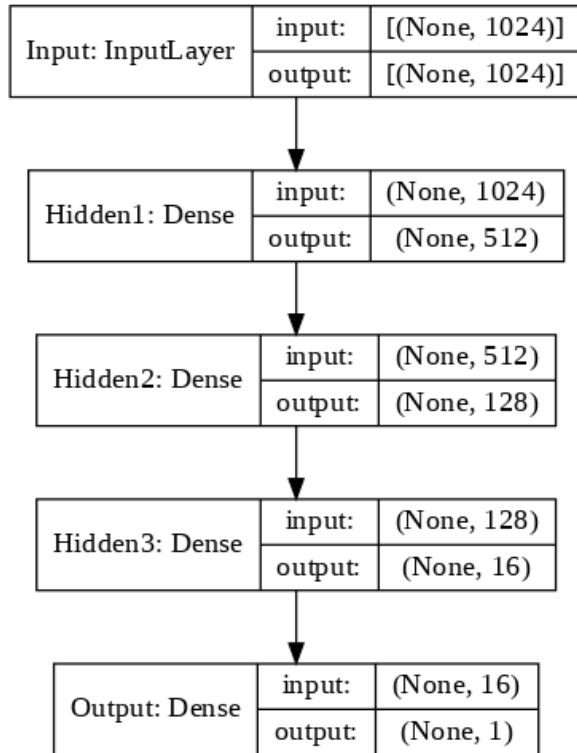 Input: InputLayer
input: [(None, 1024)]
output: [(None, 1024)]
Hidden1: Dense
input: (None, 1024)
output: (None, 512)
Hidden2: Dense
input: (None, 512)
output: (None, 128)
Hidden3: Dense
input: (None, 128)
output: (None, 16)
Output: Dense
input: (None, 16)
output: (None, 1)